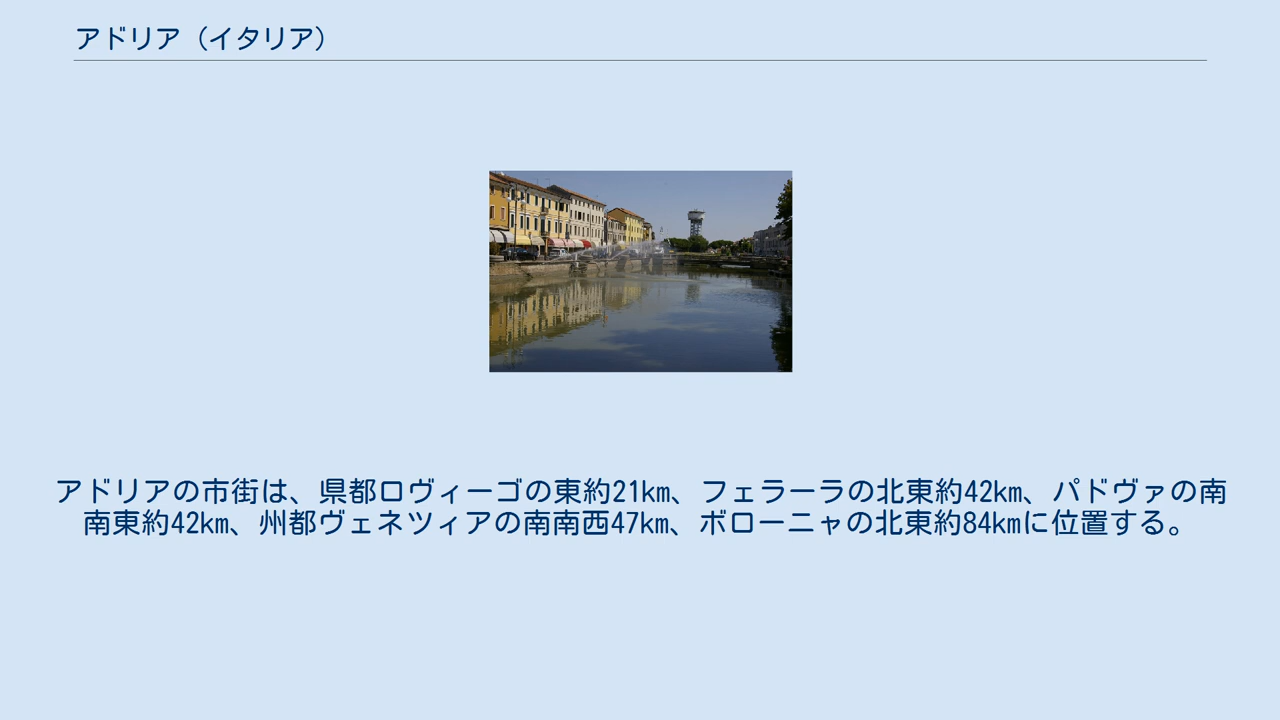 アドリア（イタリア）
アドリアの市街は、県都ロヴィーゴの東約21km、フェラーラの北東約42km、パドヴァの南
南東約42km、州都ヴェネツィアの南南西47km、ボローニャの北東約84kmに位置する。